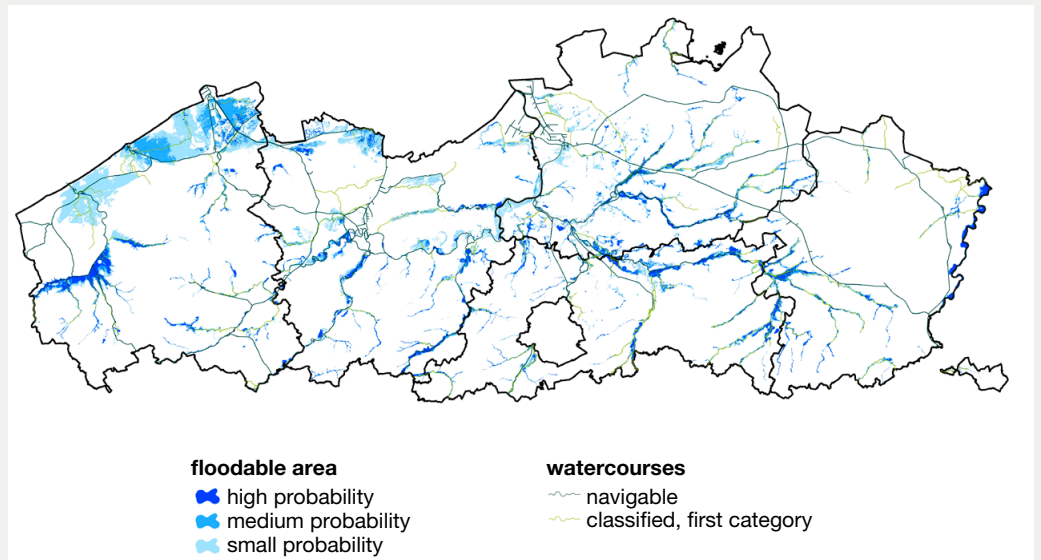 floodable area
high probability
medium probability
small probability
watercourses
navigable
classified, first category